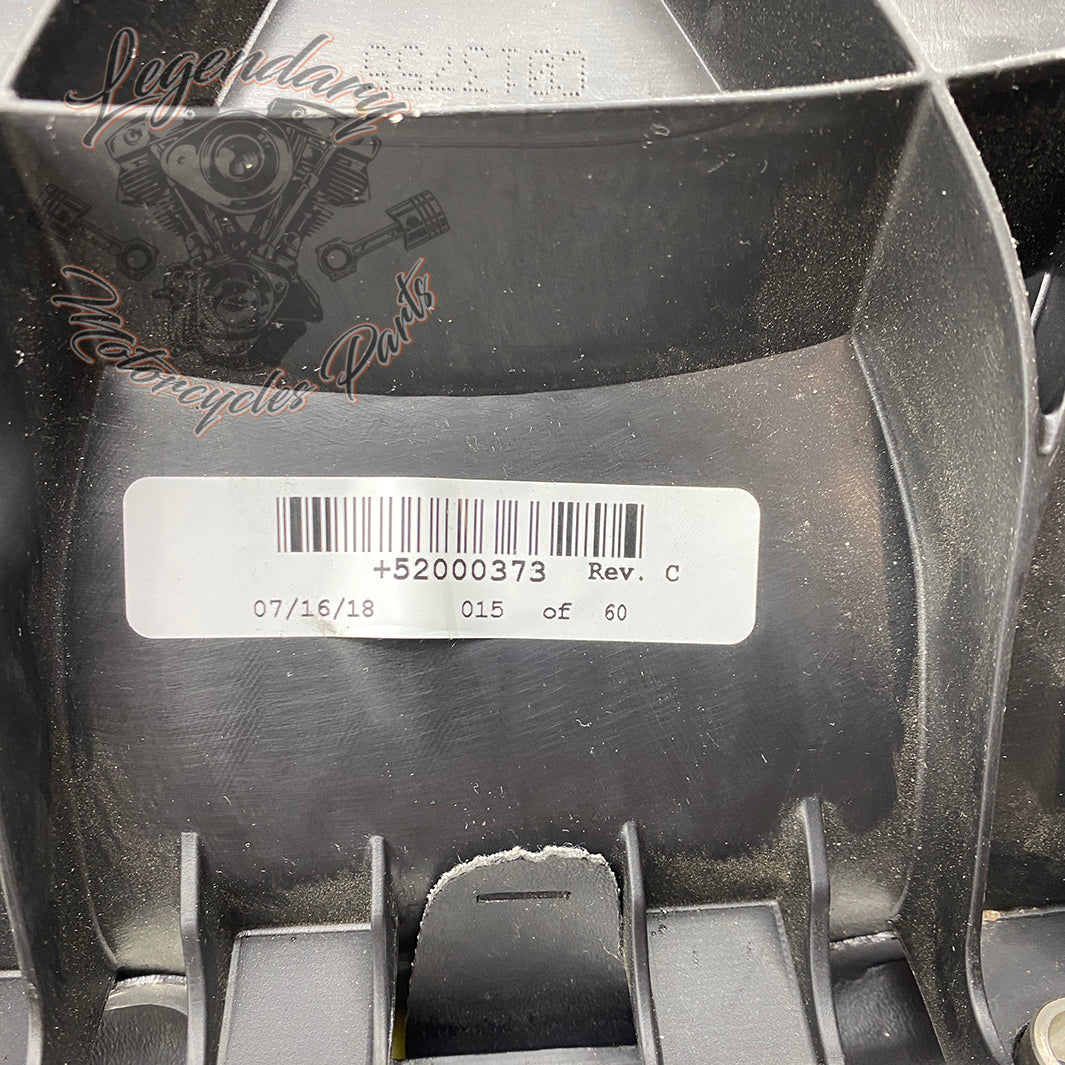 Legendary
Motorcycles Parts
+52000373 Rev. C
07/16/18 015 of 60